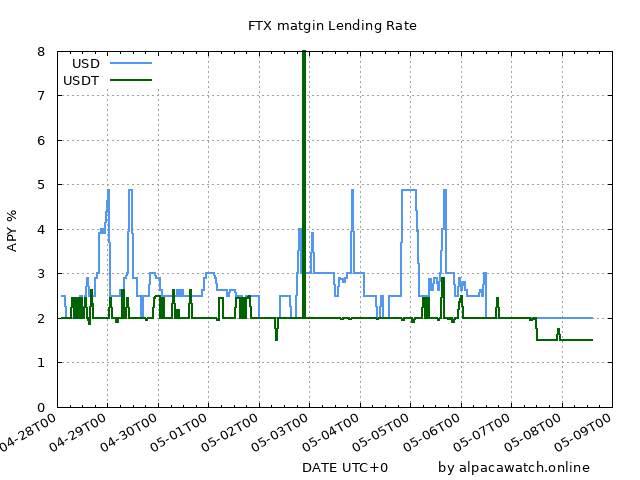 FTX matgin Lending Rate
USD
USDT
8
7
6
5
4
3
2
1
0
APY %
04-28T00
04-29T00
04-30T00
05-01T00
05-02T00
05-03T00
05-04T00
05-05T00
05-06T00
05-07T00
05-08T00
05-09T00
DATE UTC+0
by alpacawatch.online